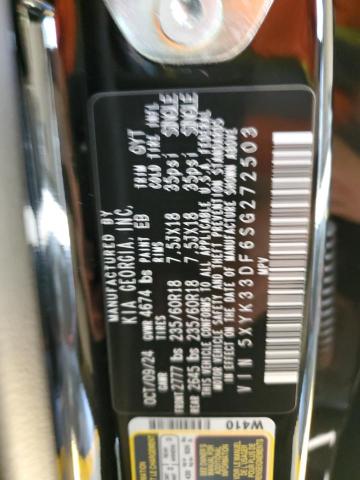 MANUFACTURED BY
KIA GEORGIA, INC.
OCT/09/24 GVWR 4674 lbs PAINT EB TRIM GYT
GAWR TIRES RIMS COLD TIRE INFL
FRONT 2777 lbs 235/60R18 7.5JX18 35psi SINGLE
REAR 2645 lbs 235/60R18 7.5JX18 35psi SINGLE
THIS VEHICLE CONFORMS TO ALL APPLICABLE U.S.A. FEDERAL
MOTOR VEHICLE SAFETY AND THEFT PREVENTION STANDARDS
IN EFFECT ON THE DATE OF MANUFACTURE SHOWN ABOVE
VIN 5XYK33DF6SG272503
MPV
W410